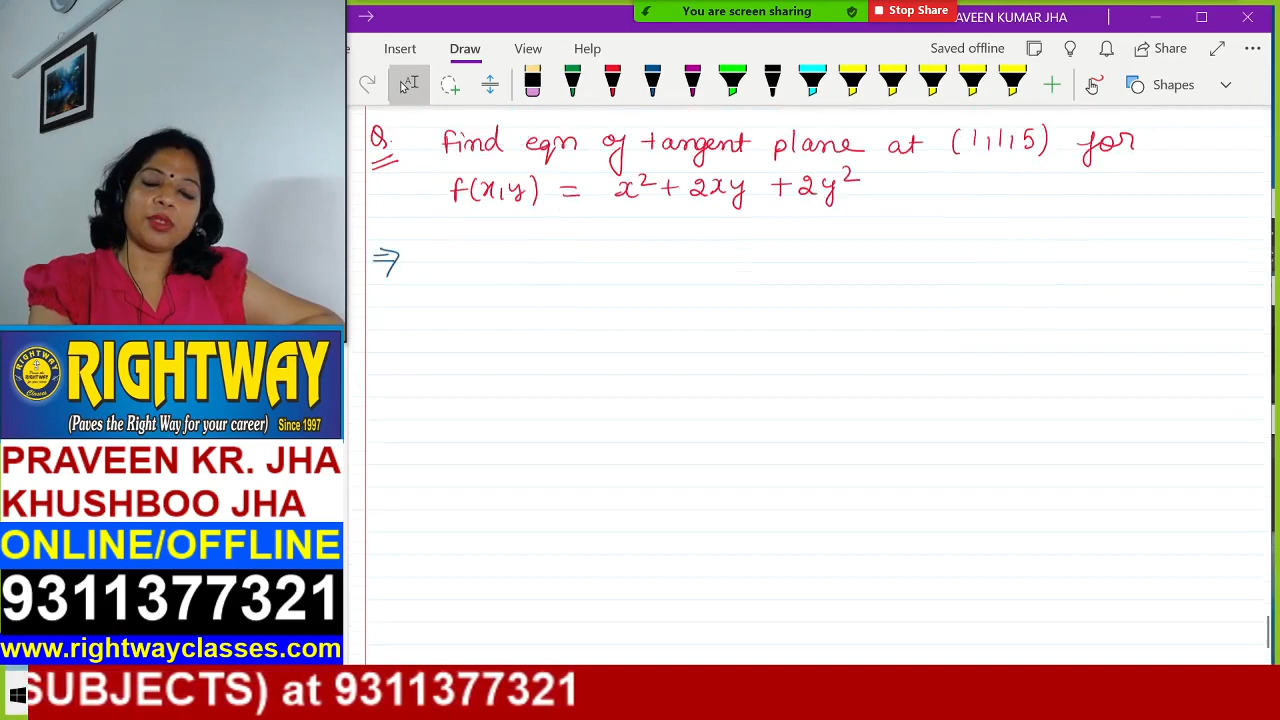 You are screen sharing
Stop Share
AVEEN KUMAR JHA
Insert
Draw
View
Help
Saved offline
Share
Shapes
Q. Find eqn of tangent plane at (1,1,5) for
f(x,y) = x² + 2xy + 2y²
⇒
RIGHTWAY
RIGHTWAY
Classes
(Paves the Right Way for your career)
Since 1997
PRAVEEN KR. JHA
KHUSHBOO JHA
ONLINE/OFFLINE
9311377321
www.rightwayclasses.com
SUBJECTS) at 9311377321